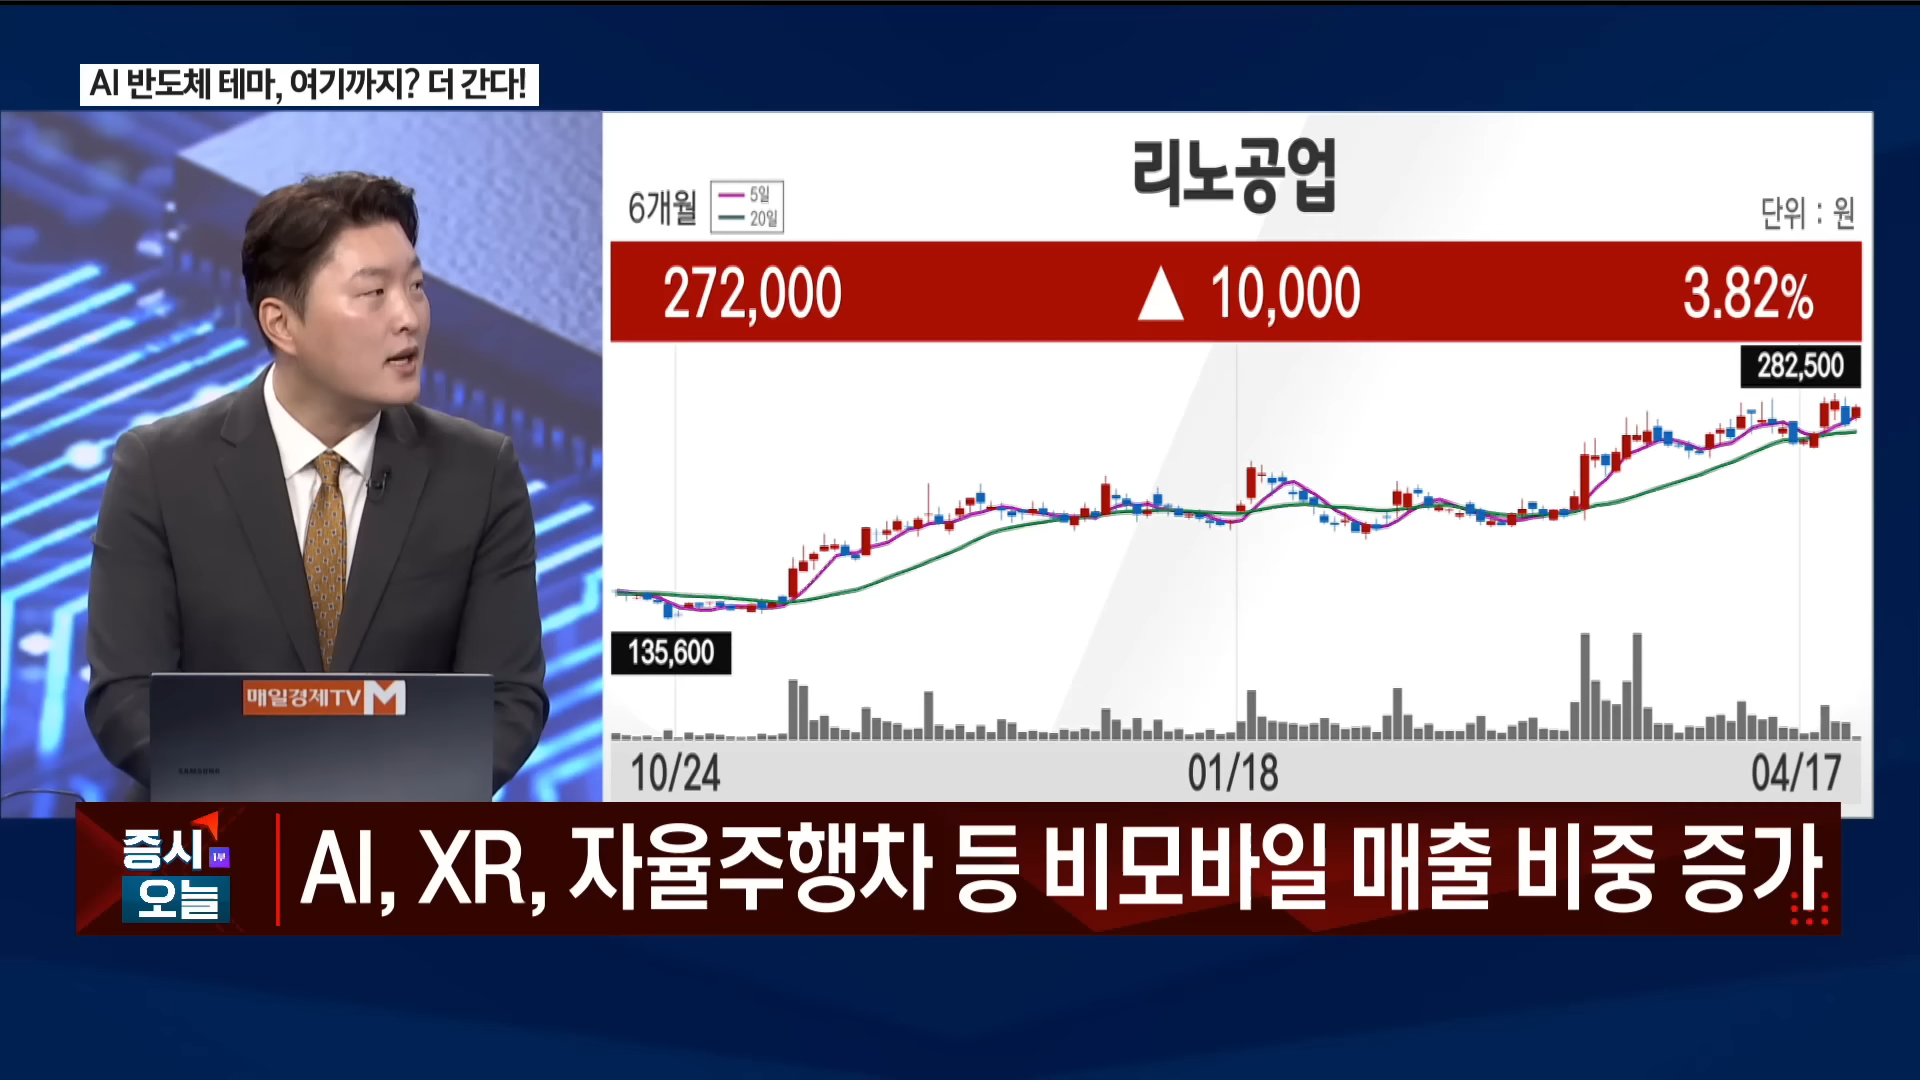 AI 반도체 테마, 여기까지? 더 간다!
리노공업
6개월
5일
20일
단위 : 원
272,000 ▲ 10,000 3.82%
282,500
135,600
10/24 01/18 04/17
매일경제TV M
SAMSUNG
증시
1부
오늘
AI, XR, 자율주행차 등 비모바일 매출 비중 증가